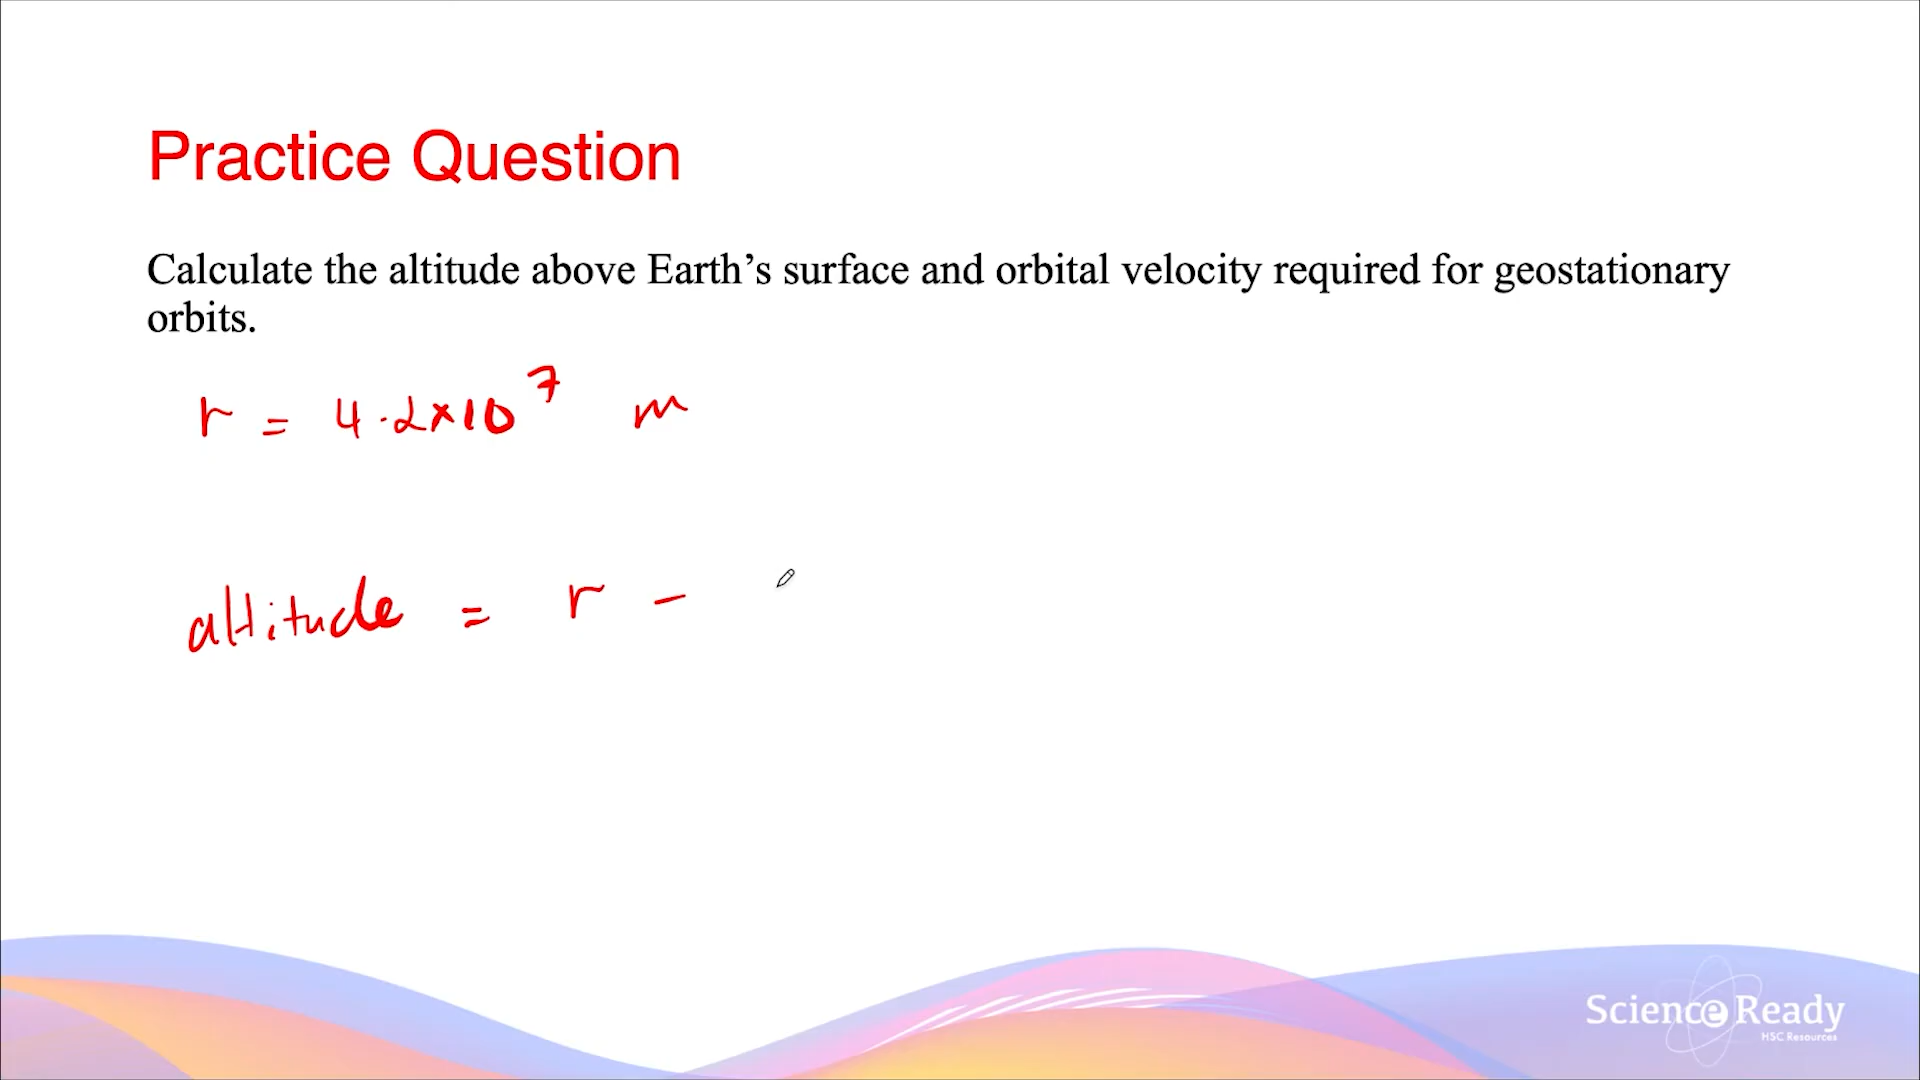 Practice Question
Calculate the altitude above Earth’s surface and orbital velocity required for geostationary
orbits.
r = 4.2×10⁷ m
altitude = r −
Science Ready
HSC Resources